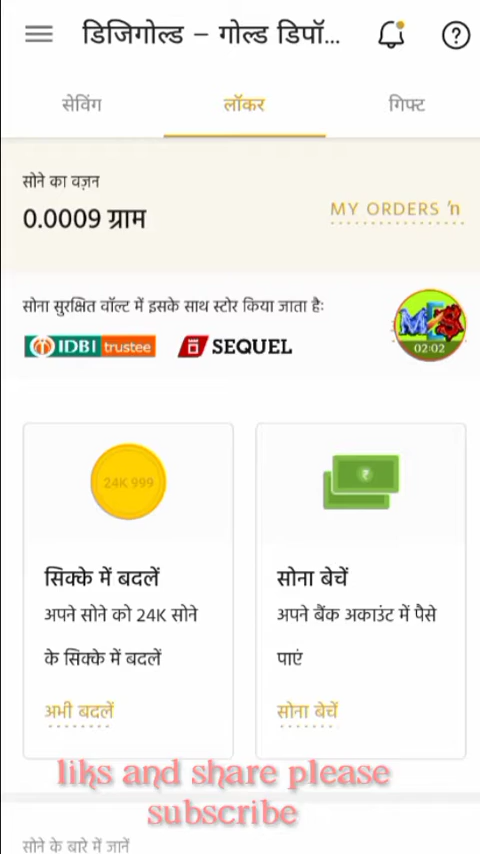 डिजिगोल्ड – गोल्ड डिपॉ...
सेविंग
लॉकर
गिफ्ट
सोने का वज़न
0.0009 ग्राम
MY ORDERS 'n
सोना सुरक्षित वॉल्ट में इसके साथ स्टोर किया जाता है:
IDBI trustee
SEQUEL
02:02
24K 999
सिक्के में बदलें
अपने सोने को 24K सोने
के सिक्के में बदलें
अभी बदलें
सोना बेचें
अपने बैंक अकाउंट में पैसे
पाएं
सोना बेचें
liks and share please
subscribe
सोने के बारे में जानें